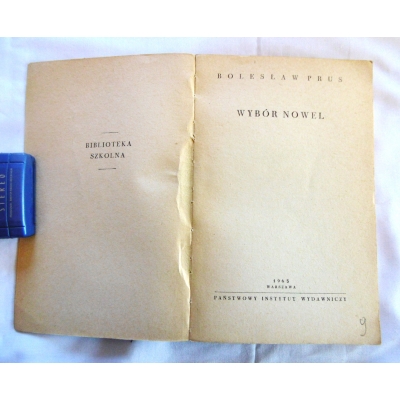 BIBLIOTEKA
SZKOLNA
BOLESŁAW PRUS
WYBÓR NOWEL
1965
WARSZAWA
PAŃSTWOWY INSTYTUT WYDAWNICZY
9